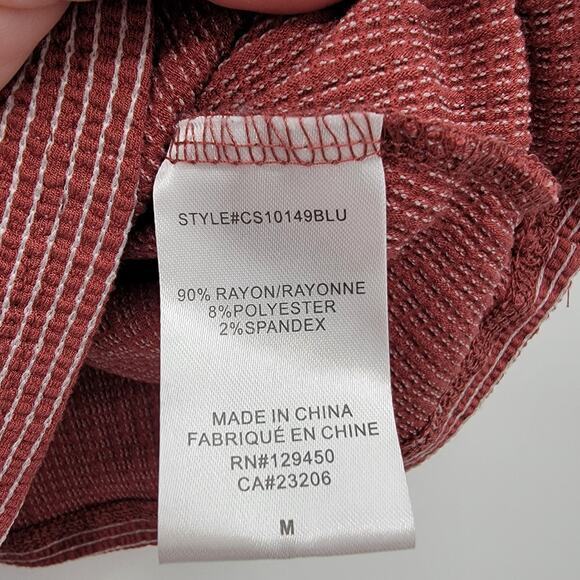 STYLE#CS10149BLU
90% RAYON/RAYONNE
8%POLYESTER
2%SPANDEX
MADE IN CHINA
FABRIQUÉ EN CHINE
RN#129450
CA#23206
M